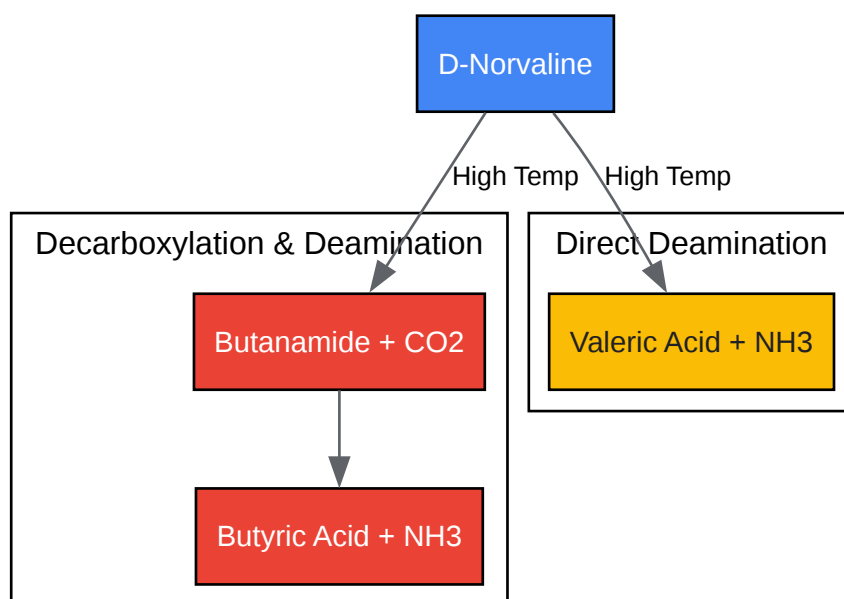 D-Norvaline
High Temp
High Temp
Decarboxylation & Deamination
Direct Deamination
Butanamide + CO2
Valeric Acid + NH3
Butyric Acid + NH3